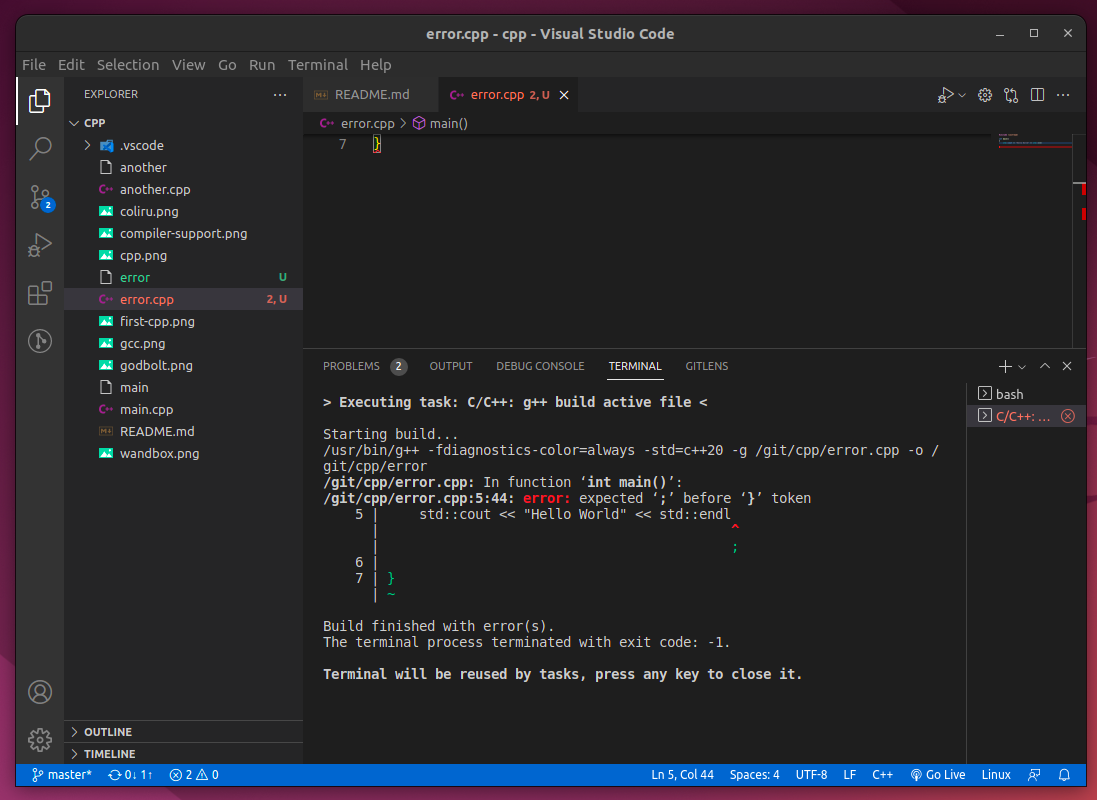 error.cpp - cpp - Visual Studio Code
File Edit Selection View Go Run Terminal Help
EXPLORER
CPP
.vscode
another
another.cpp
coliru.png
compiler-support.png
cpp.png
error U
error.cpp 2, U
first-cpp.png
gcc.png
godbolt.png
main
main.cpp
README.md
wandbox.png
OUTLINE
TIMELINE
2
README.md error.cpp 2, U
error.cpp > main()
7 }
PROBLEMS 2 OUTPUT DEBUG CONSOLE TERMINAL GITLENS
> Executing task: C/C++: g++ build active file <
Starting build...
/usr/bin/g++ -fdiagnostics-color=always -std=c++20 -g /git/cpp/error.cpp -o /
git/cpp/error
/git/cpp/error.cpp: In function ‘int main()’:
/git/cpp/error.cpp:5:44: error: expected ‘;’ before ‘}’ token
5 | std::cout << "Hello World" << std::endl
| ^
| ;
6 |
7 | }
| ~
Build finished with error(s).
The terminal process terminated with exit code: -1.
Terminal will be reused by tasks, press any key to close it.
bash
C/C++: ...
master* 0↓ 1↑ 2 0 Ln 5, Col 44 Spaces: 4 UTF-8 LF C++ Go Live Linux